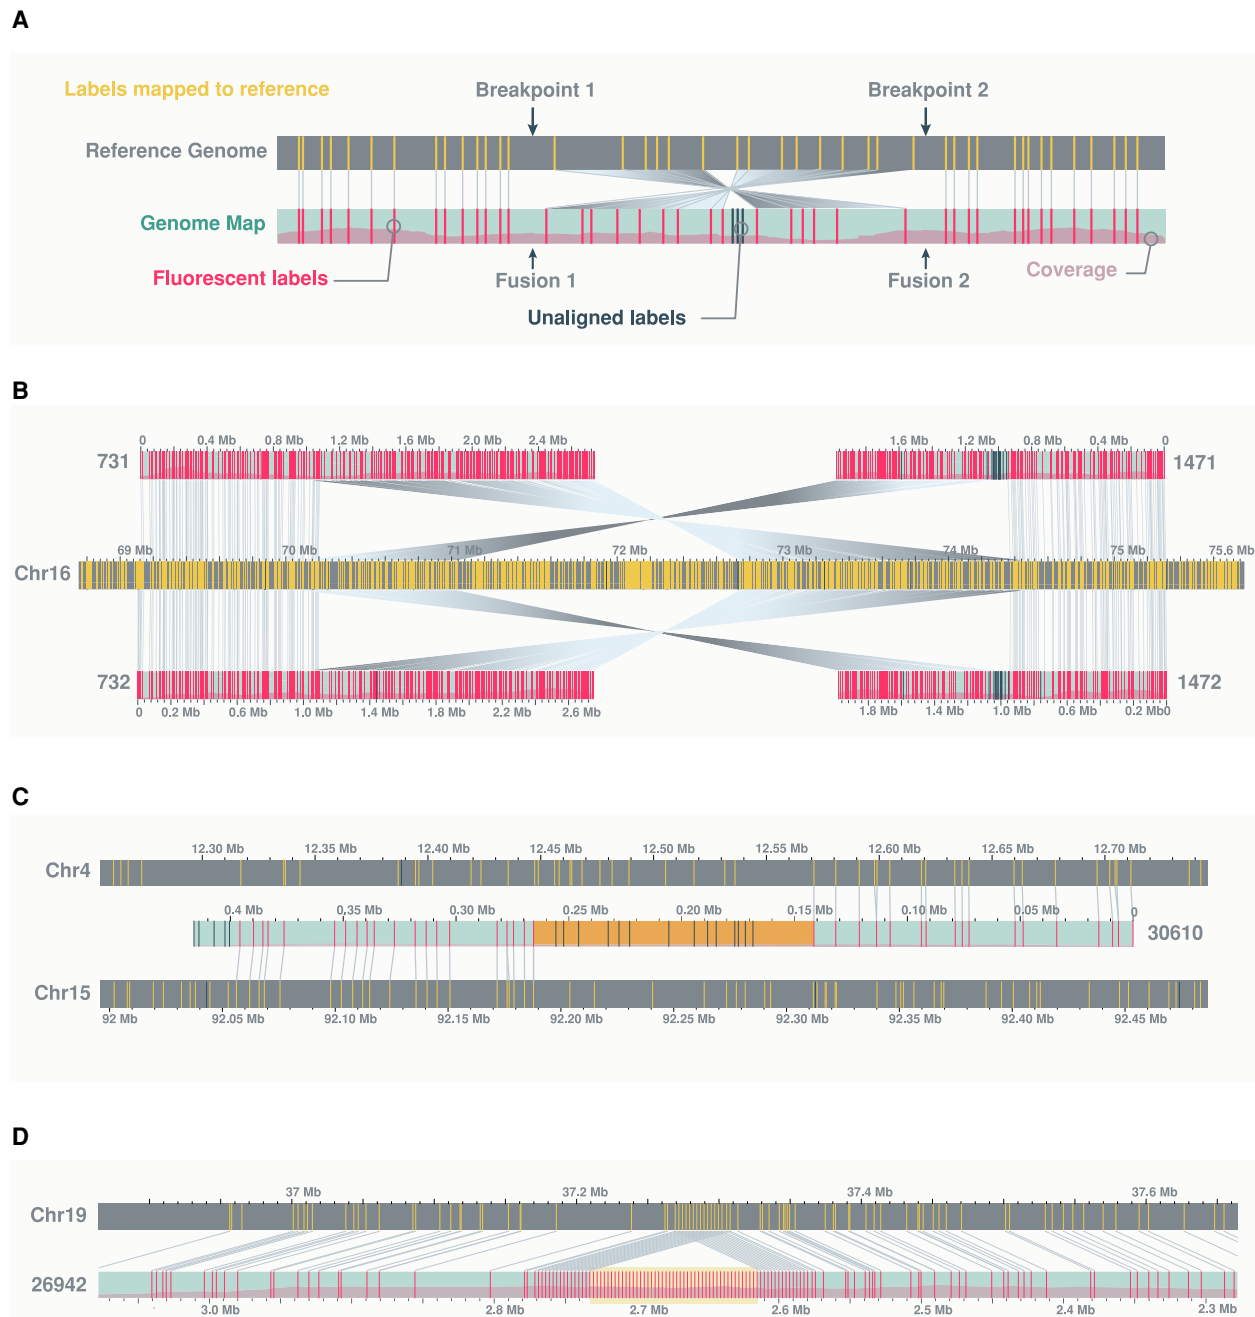 A
Labels mapped to reference
Breakpoint 1
Breakpoint 2
Reference Genome
Genome Map
Fluorescent labels
Fusion 1
Fusion 2
Coverage
Unaligned labels
B
0 0.4 Mb 0.8 Mb 1.2 Mb 1.6 Mb 2.0 Mb 2.4 Mb
1.6 Mb 1.2 Mb 0.8 Mb 0.4 Mb 0
731
1471
69 Mb 70 Mb 71 Mb 72 Mb 73 Mb 74 Mb 75 Mb 75.6 Mb
Chr16
732
1472
0 0.2 Mb 0.6 Mb 1.0 Mb 1.4 Mb 1.8 Mb 2.2 Mb 2.6 Mb
1.8 Mb 1.4 Mb 1.0 Mb 0.6 Mb 0.2 Mb0
C
12.30 Mb 12.35 Mb 12.40 Mb 12.45 Mb 12.50 Mb 12.55 Mb 12.60 Mb 12.65 Mb 12.70 Mb
Chr4
0.4 Mb 0.35 Mb 0.30 Mb 0.25 Mb 0.20 Mb 0.15 Mb 0.10 Mb 0.05 Mb 0
30610
Chr15
92 Mb 92.05 Mb 92.10 Mb 92.15 Mb 92.20 Mb 92.25 Mb 92.30 Mb 92.35 Mb 92.40 Mb 92.45 Mb
D
37 Mb 37.2 Mb 37.4 Mb 37.6 Mb
Chr19
26942
3.0 Mb 2.8 Mb 2.7 Mb 2.6 Mb 2.5 Mb 2.4 Mb 2.3 Mb